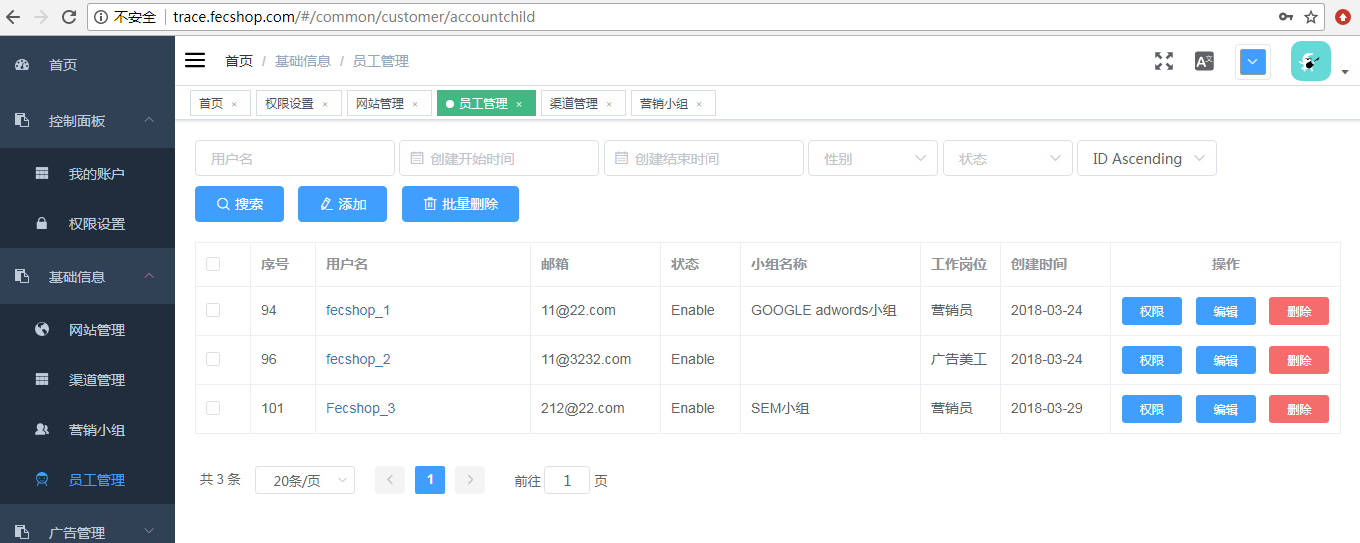 不安全 trace.fecshop.com/#/common/customer/accountchild
首页
控制面板
我的账户
权限设置
基础信息
网站管理
渠道管理
营销小组
员工管理
广告管理
首页 / 基础信息 / 员工管理
首页 × 权限设置 × 网站管理 × 员工管理 × 渠道管理 × 营销小组 ×
用户名 创建开始时间 创建结束时间 性别 状态 ID Ascending
搜索 添加 批量删除
序号 用户名 邮箱 状态 小组名称 工作岗位 创建时间 操作
94 fecshop_1 11@22.com Enable GOOGLE adwords小组 营销员 2018-03-24 权限 编辑 删除
96 fecshop_2 11@3232.com Enable 广告美工 2018-03-24 权限 编辑 删除
101 Fecshop_3 212@22.com Enable SEM小组 营销员 2018-03-29 权限 编辑 删除
共 3 条 20条/页 1 前往 1 页